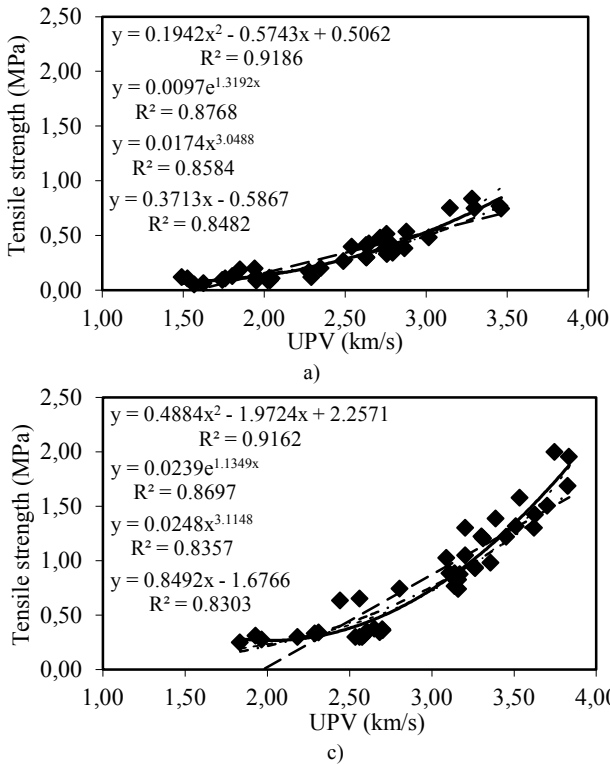 2,50
2,00
1,50
1,00
0,50
0,00
Tensile strength (MPa)
y = 0.1942x² - 0.5743x + 0.5062
R² = 0.9186
y = 0.0097e^1.3192x
R² = 0.8768
y = 0.0174x^3.0488
R² = 0.8584
y = 0.3713x - 0.5867
R² = 0.8482
1,00 1,50 2,00 2,50 3,00 3,50 4,00
UPV (km/s)
a)
2,50
2,00
1,50
1,00
0,50
0,00
Tensile strength (MPa)
y = 0.4884x² - 1.9724x + 2.2571
R² = 0.9162
y = 0.0239e^1.1349x
R² = 0.8697
y = 0.0248x^3.1148
R² = 0.8357
y = 0.8492x - 1.6766
R² = 0.8303
1,00 1,50 2,00 2,50 3,00 3,50 4,00
UPV (km/s)
c)